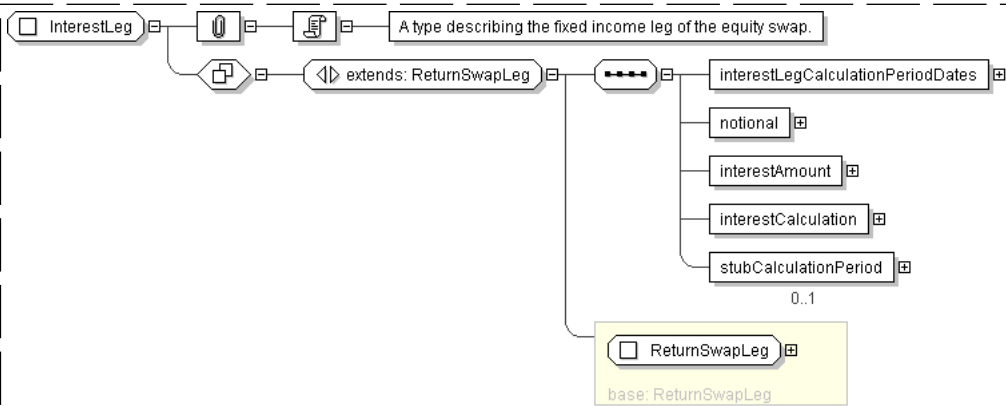 InterestLeg
A type describing the fixed income leg of the equity swap.
extends: ReturnSwapLeg
interestLegCalculationPeriodDates
notional
interestAmount
interestCalculation
stubCalculationPeriod
0..1
ReturnSwapLeg
base: ReturnSwapLeg